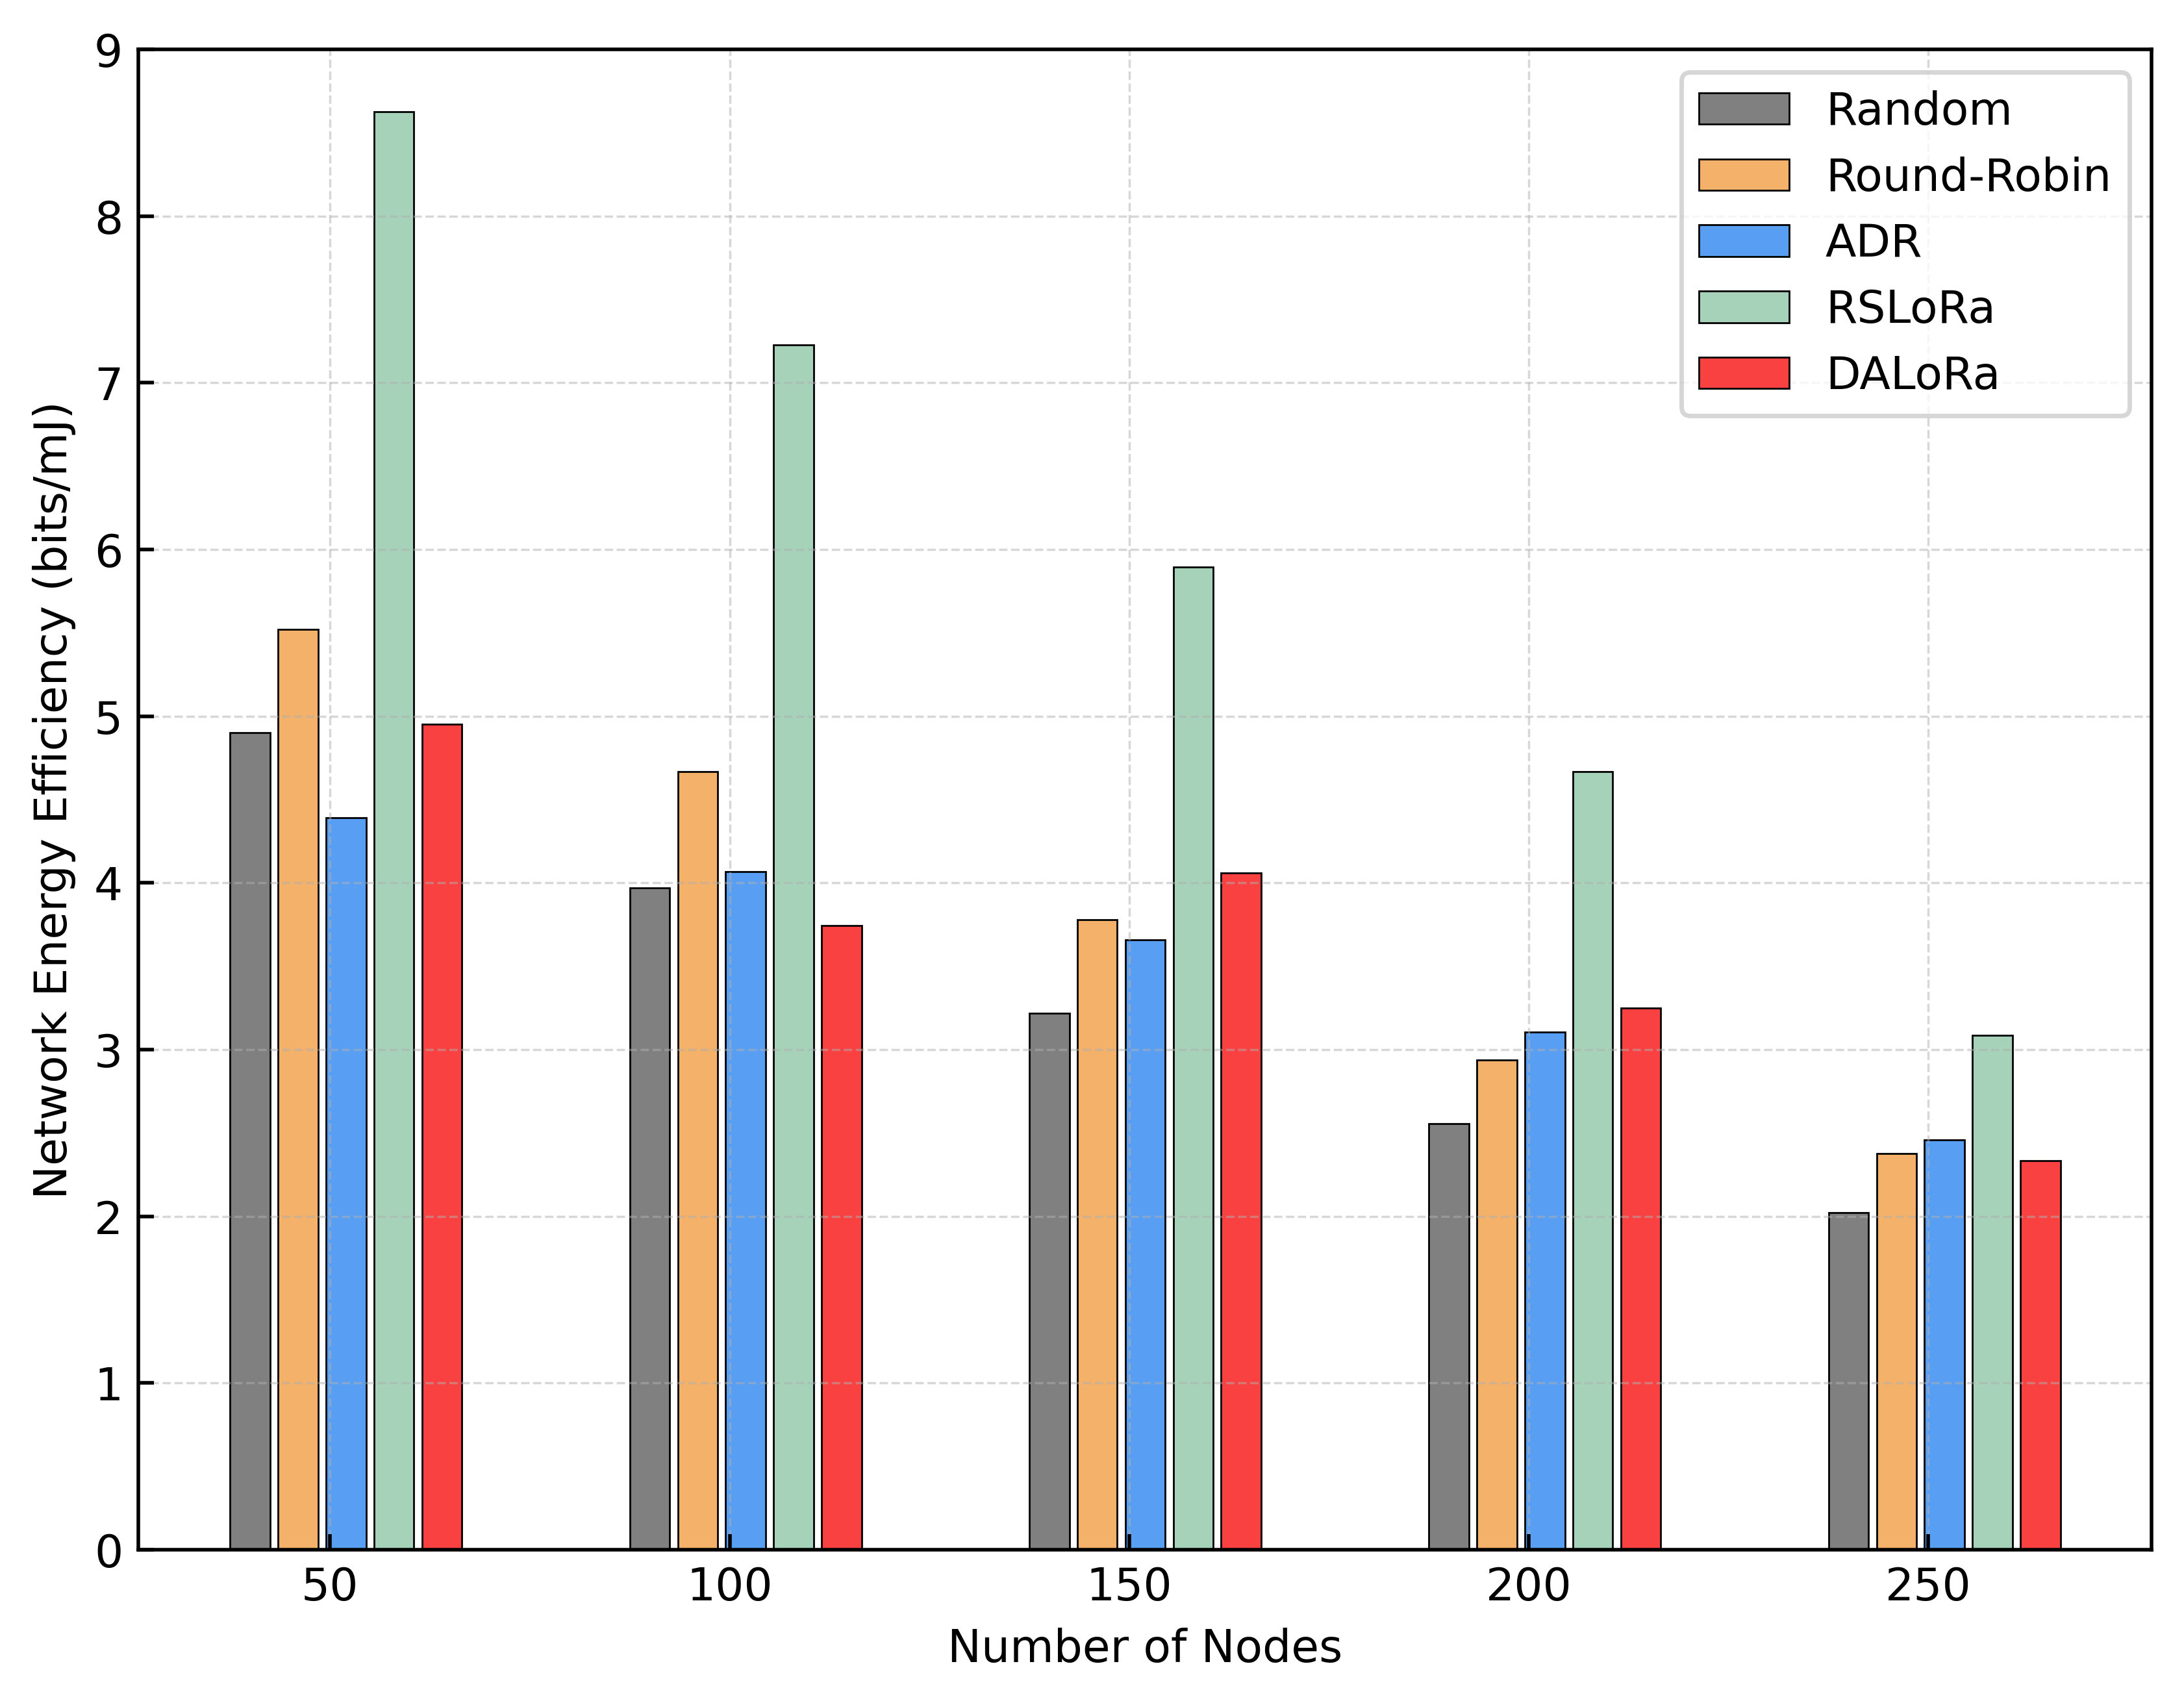 9
8
7
6
5
4
3
2
1
0
Network Energy Efficiency (bits/mJ)
Random
Round-Robin
ADR
RSLoRa
DALoRa
50 100 150 200 250
Number of Nodes